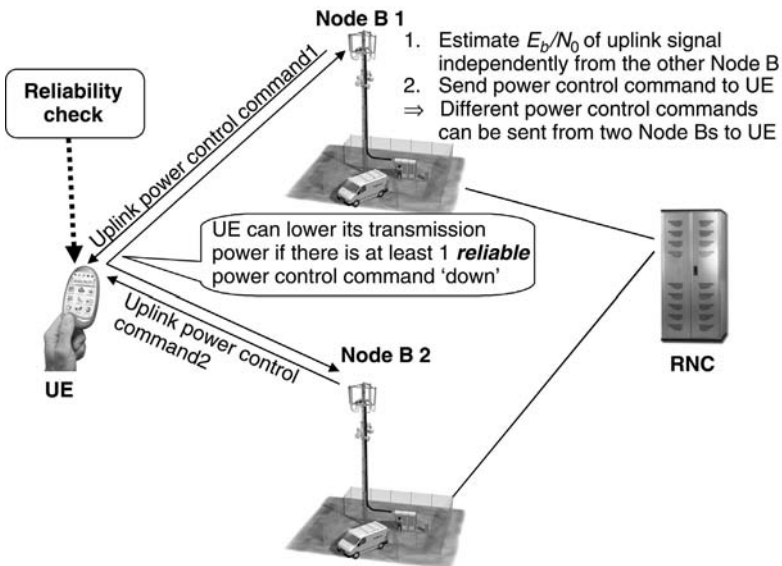 Node B 1
1. Estimate Eb/N0 of uplink signal
independently from the other Node B
2. Send power control command to UE
⇒ Different power control commands
can be sent from two Node Bs to UE
Reliability
check
Uplink power control command1
UE can lower its transmission
power if there is at least 1 reliable
power control command ‘down’
Uplink power control
command2
UE
Node B 2
RNC